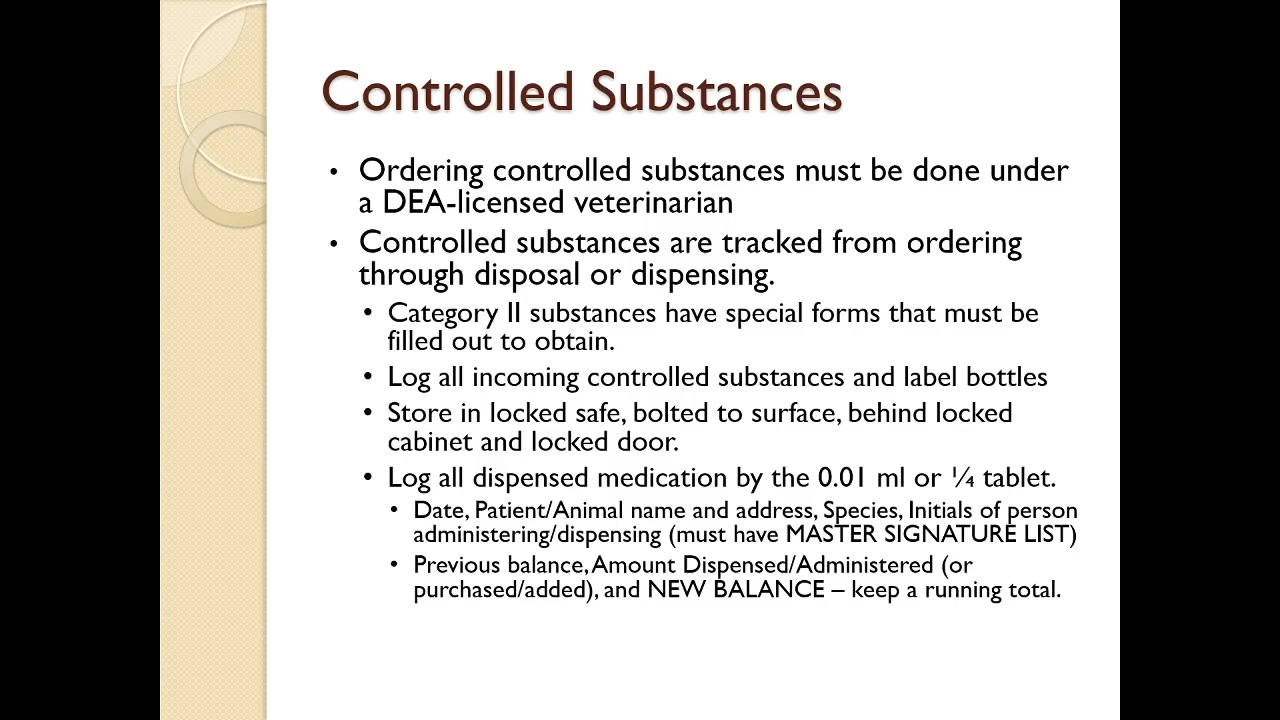 Controlled Substances
• Ordering controlled substances must be done under
a DEA-licensed veterinarian
• Controlled substances are tracked from ordering
through disposal or dispensing.
• Category II substances have special forms that must be
filled out to obtain.
• Log all incoming controlled substances and label bottles
• Store in locked safe, bolted to surface, behind locked
cabinet and locked door.
• Log all dispensed medication by the 0.01 ml or ¼ tablet.
• Date, Patient/Animal name and address, Species, Initials of person
administering/dispensing (must have MASTER SIGNATURE LIST)
• Previous balance, Amount Dispensed/Administered (or
purchased/added), and NEW BALANCE – keep a running total.